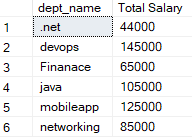 dept_name Total Salary
1 .net 44000
2 devops 145000
3 Finanace 65000
4 java 105000
5 mobileapp 125000
6 networking 85000